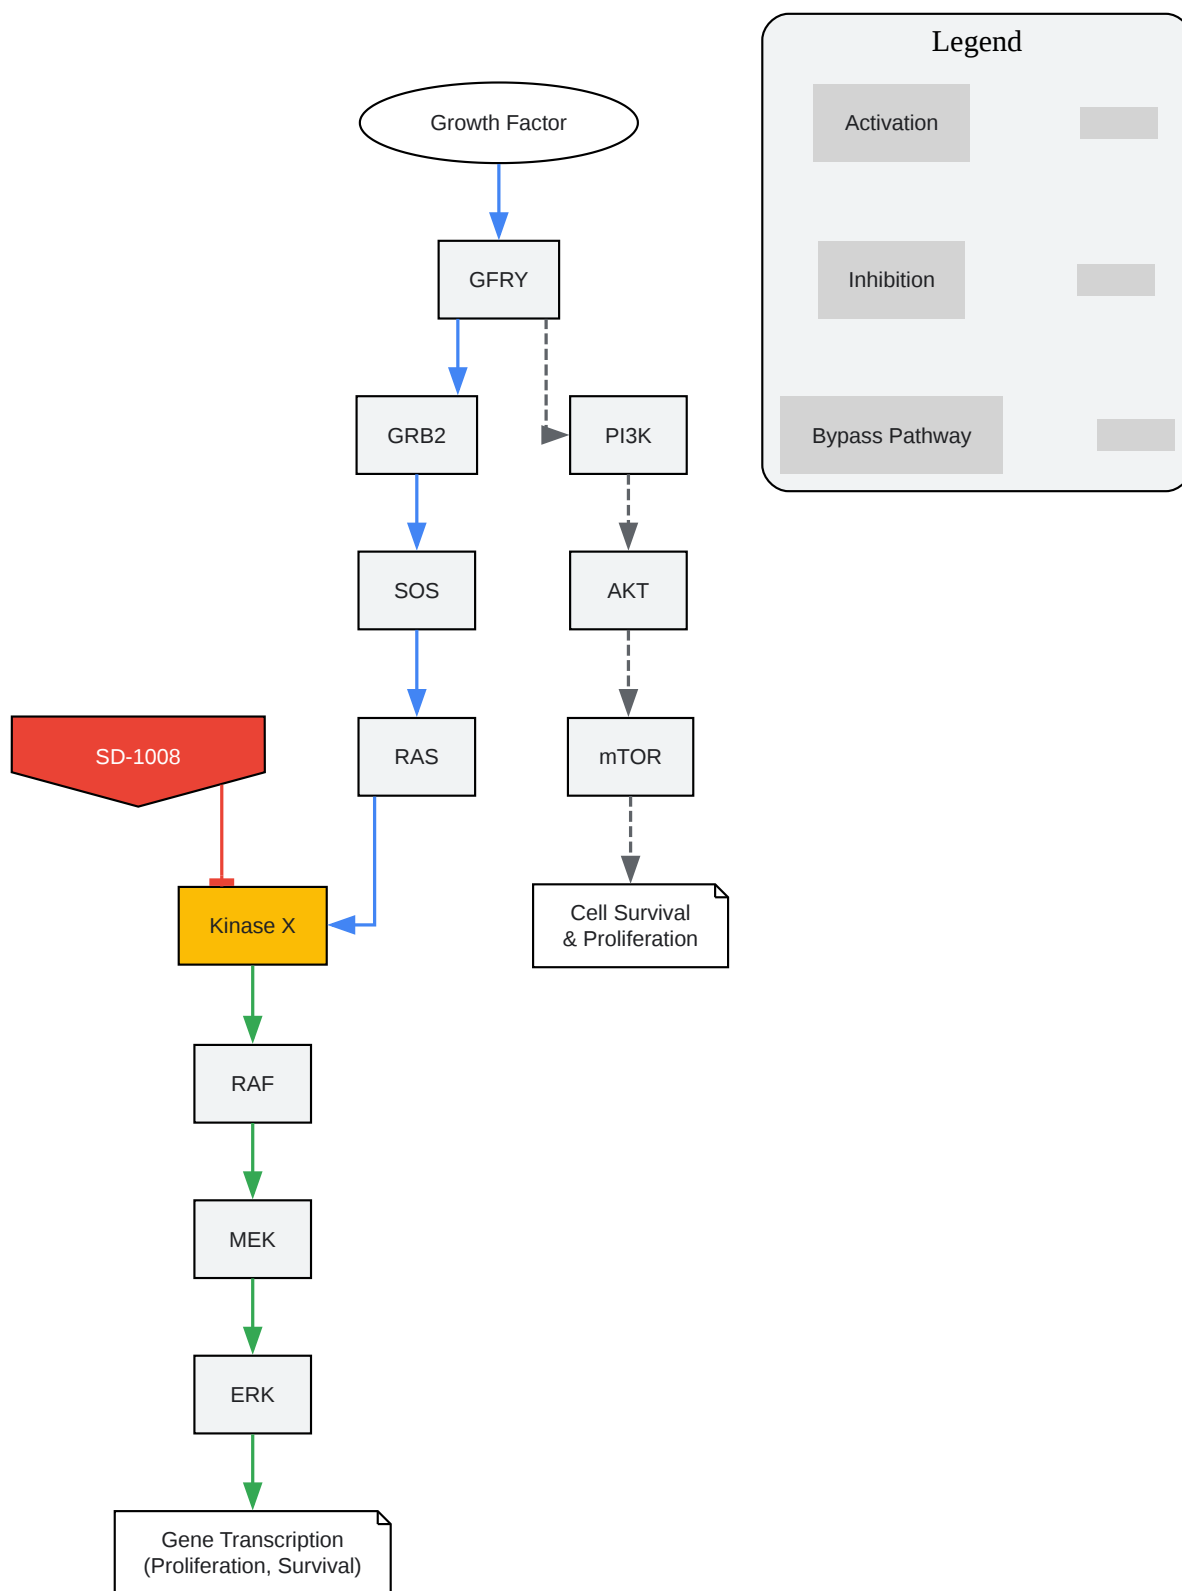 Legend
Growth Factor
Activation
GFRY
Inhibition
GRB2
PI3K
Bypass Pathway
SOS
AKT
SD-1008
RAS
mTOR
Kinase X
Cell Survival
& Proliferation
RAF
MEK
ERK
Gene Transcription
(Proliferation, Survival)